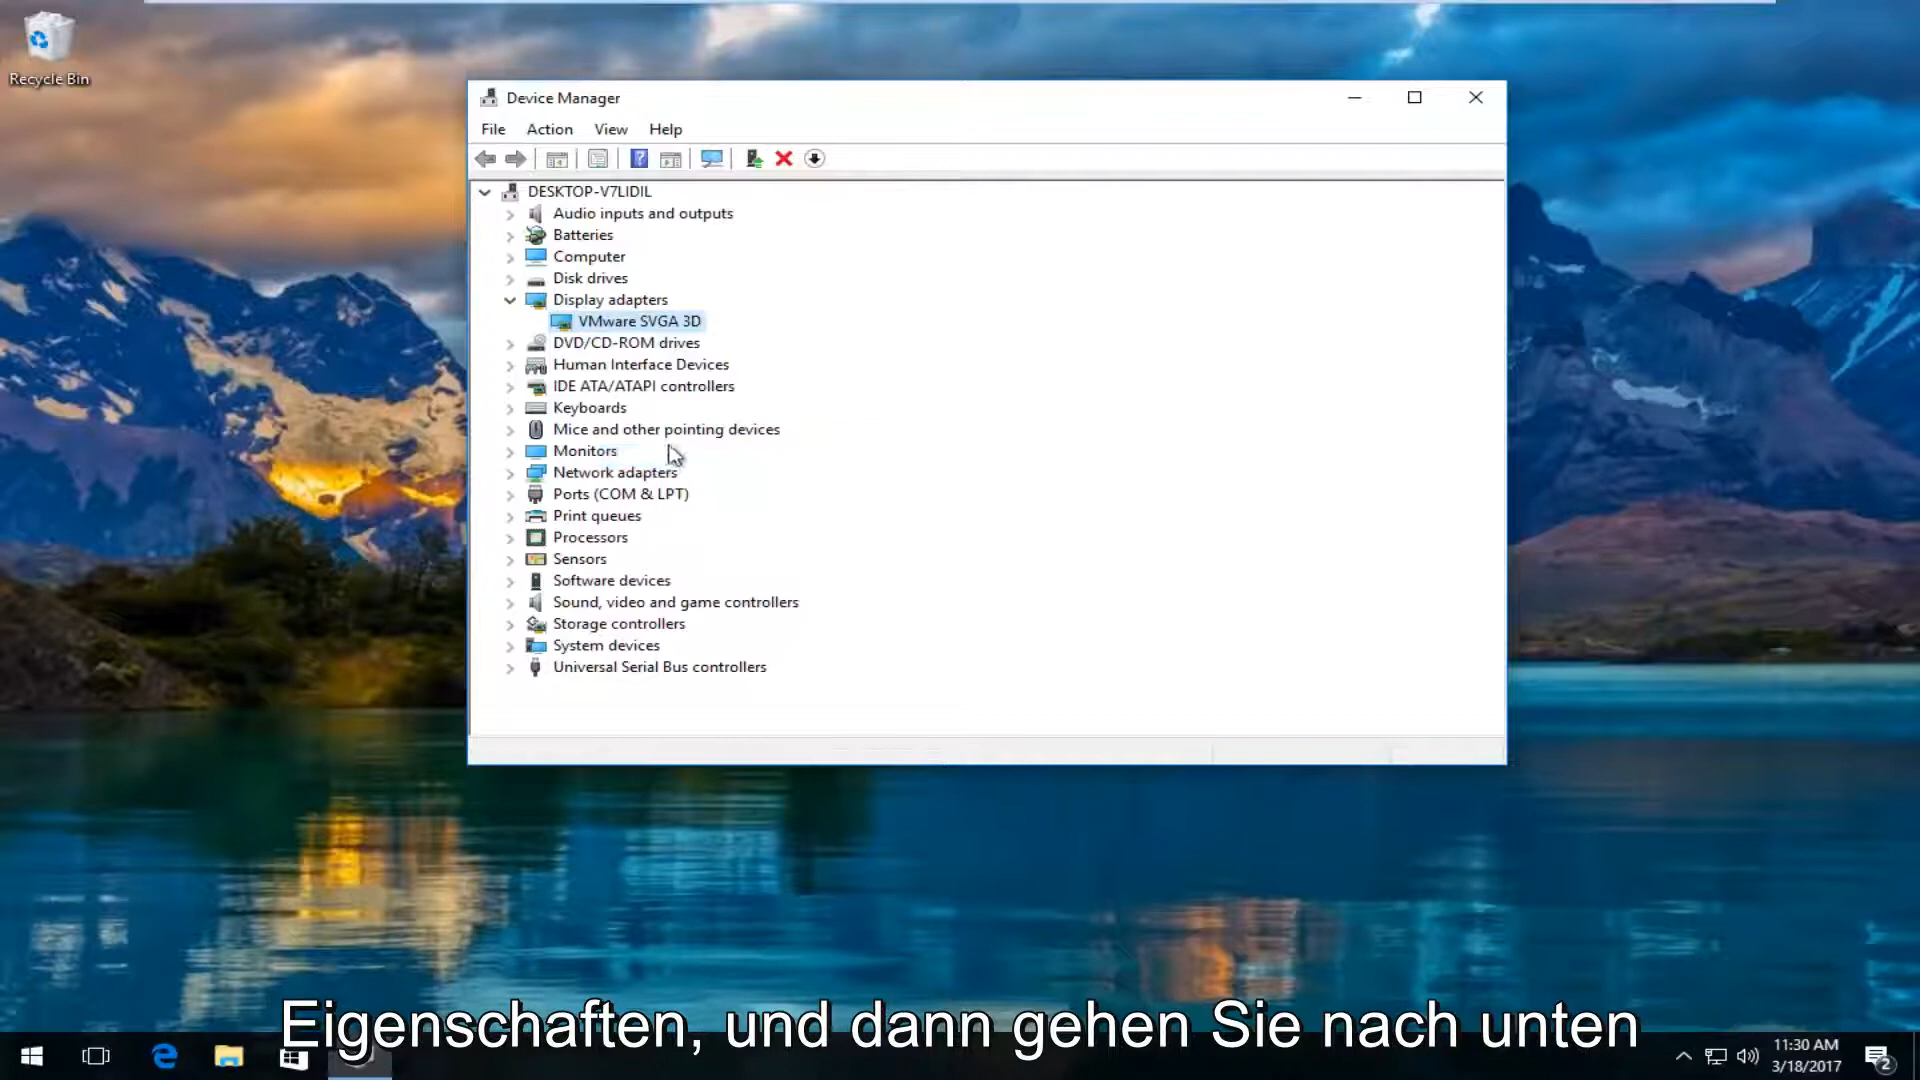 Recycle Bin
Device Manager
File Action View Help
DESKTOP-V7LIDIL
Audio inputs and outputs
Batteries
Computer
Disk drives
Display adapters
VMware SVGA 3D
DVD/CD-ROM drives
Human Interface Devices
IDE ATA/ATAPI controllers
Keyboards
Mice and other pointing devices
Monitors
Network adapters
Ports (COM & LPT)
Print queues
Processors
Sensors
Software devices
Sound, video and game controllers
Storage controllers
System devices
Universal Serial Bus controllers
Eigenschaften, und dann gehen Sie nach unten
11:30 AM
3/18/2017
2